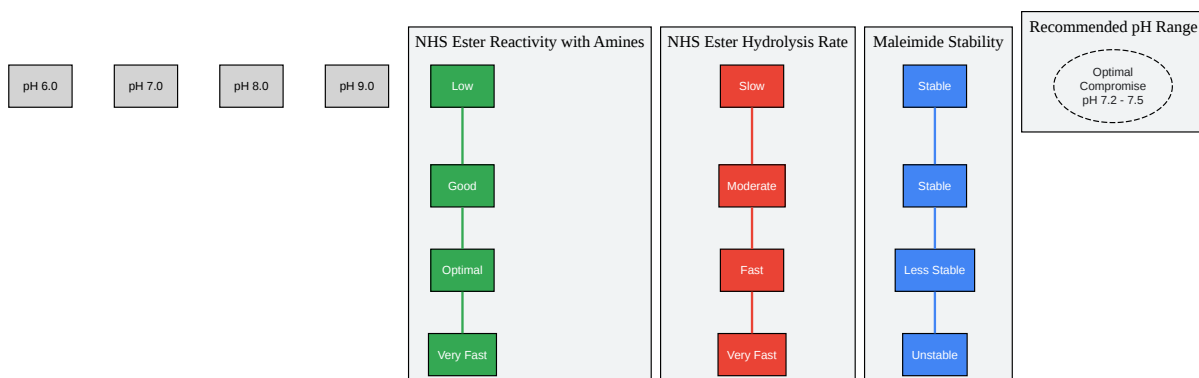 pH 6.0
pH 7.0
pH 8.0
pH 9.0
NHS Ester Reactivity with Amines
Low
Good
Optimal
Very Fast
NHS Ester Hydrolysis Rate
Slow
Moderate
Fast
Very Fast
Maleimide Stability
Stable
Stable
Less Stable
Unstable
Recommended pH Range
Optimal
Compromise
pH 7.2 - 7.5